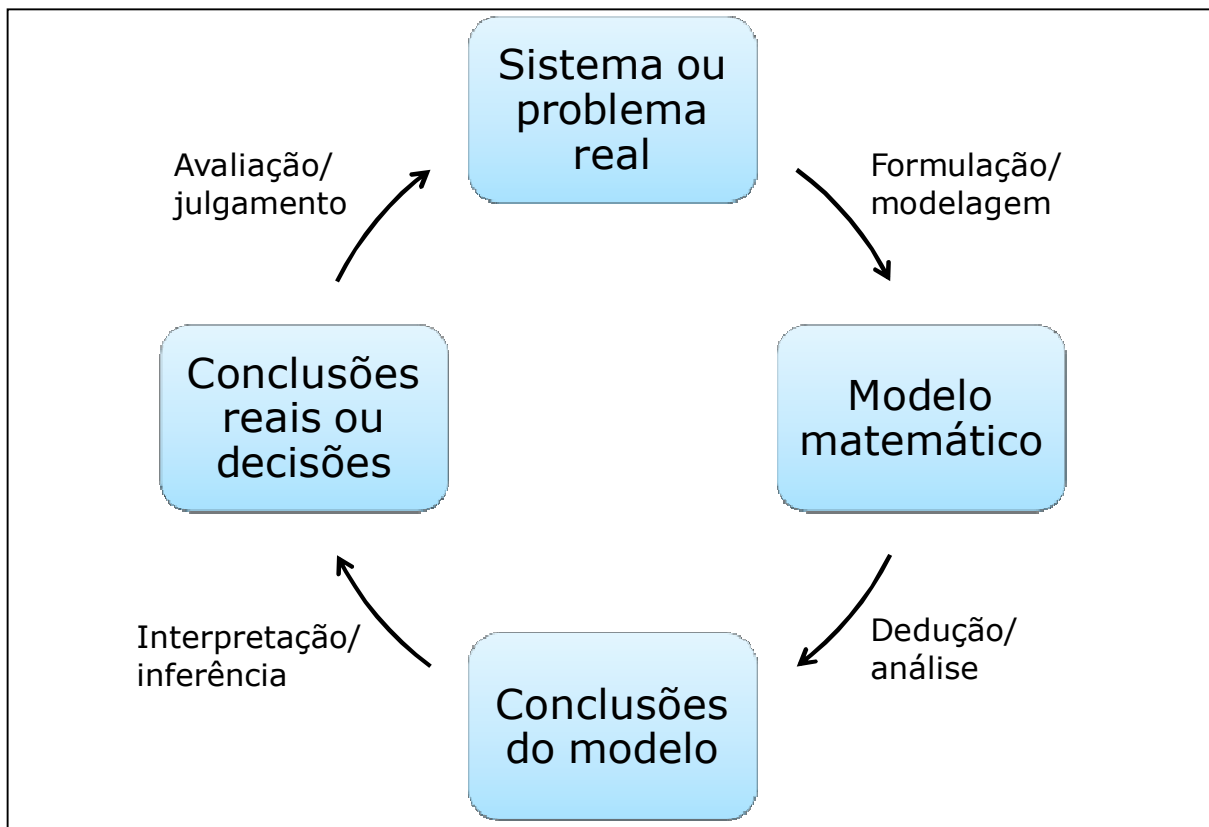 Sistema ou
problema
real
Avaliação/
julgamento
Formulação/
modelagem
Conclusões
reais ou
decisões
Modelo
matemático
Interpretação/
inferência
Dedução/
análise
Conclusões
do modelo